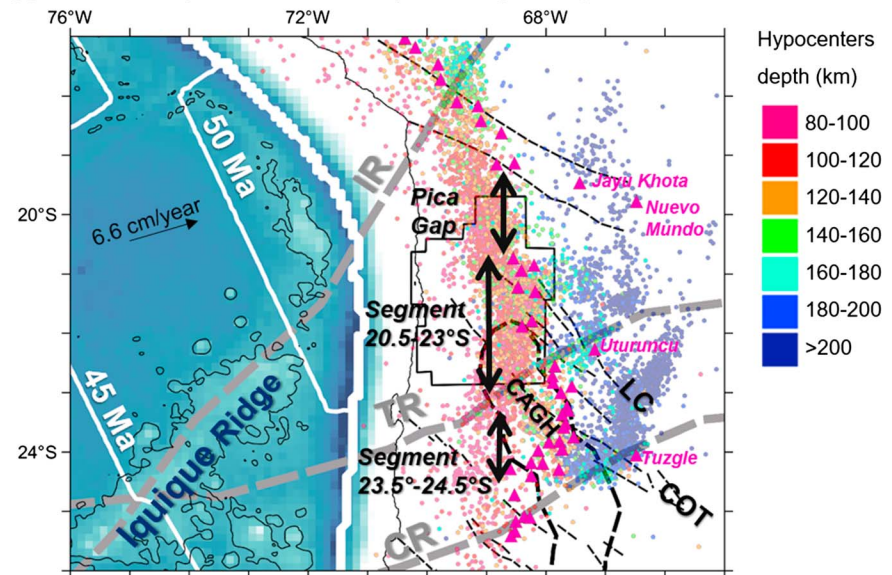 76°W
72°W
68°W
Hypocenters
depth (km)
80-100
100-120
120-140
140-160
160-180
180-200
>200
50 Ma
IR
Jayu Khota
Pica
Gap
Nuevo
Mundo
20°S
6.6 cm/year
Segment
20.5-23°S
Uturuncu
45 Ma
Iquique Ridge
TR
CAGH
LC
24°S
Segment
23.5°-24.5°S
Tuzgle
COT
CR